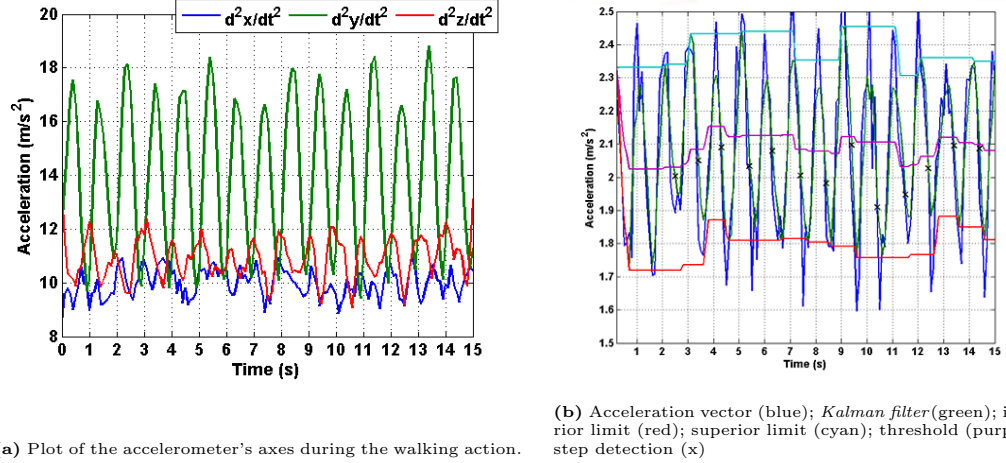 d²x/dt² d²y/dt² d²z/dt²
20
18
16
14
12
10
8
Acceleration (m/s²)
0 1 2 3 4 5 6 7 8 9 10 11 12 13 14 15
Time (s)
2.5
2.4
2.3
2.2
2.1
2
1.9
1.8
1.7
1.6
1.5
Acceleration (m/s²)
1 2 3 4 5 6 7 8 9 10 11 12 13 14 15
Time (s)
(a) Plot of the accelerometer's axes during the walking action.
(b) Acceleration vector (blue); Kalman filter(green); i
rior limit (red); superior limit (cyan); threshold (purp
step detection (x)